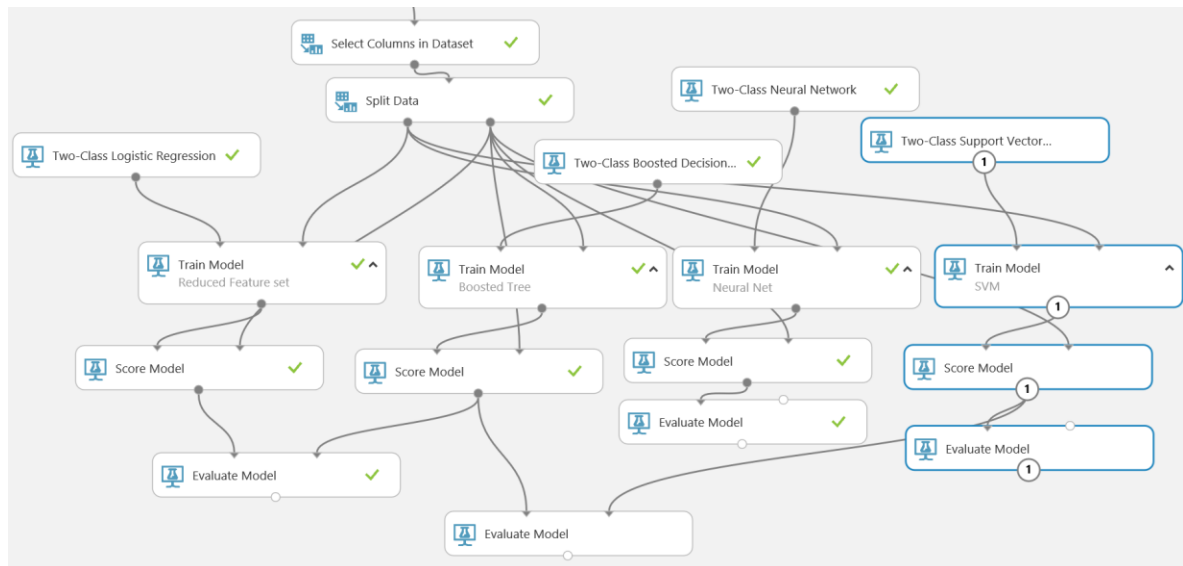 Select Columns in Dataset
Split Data
Two-Class Neural Network
Two-Class Logistic Regression
Two-Class Boosted Decision...
Two-Class Support Vector...
1
Train Model
Reduced Feature set
Train Model
Boosted Tree
Train Model
Neural Net
Train Model
SVM
1
Score Model
Score Model
Score Model
Score Model
1
Evaluate Model
Evaluate Model
1
Evaluate Model
Evaluate Model